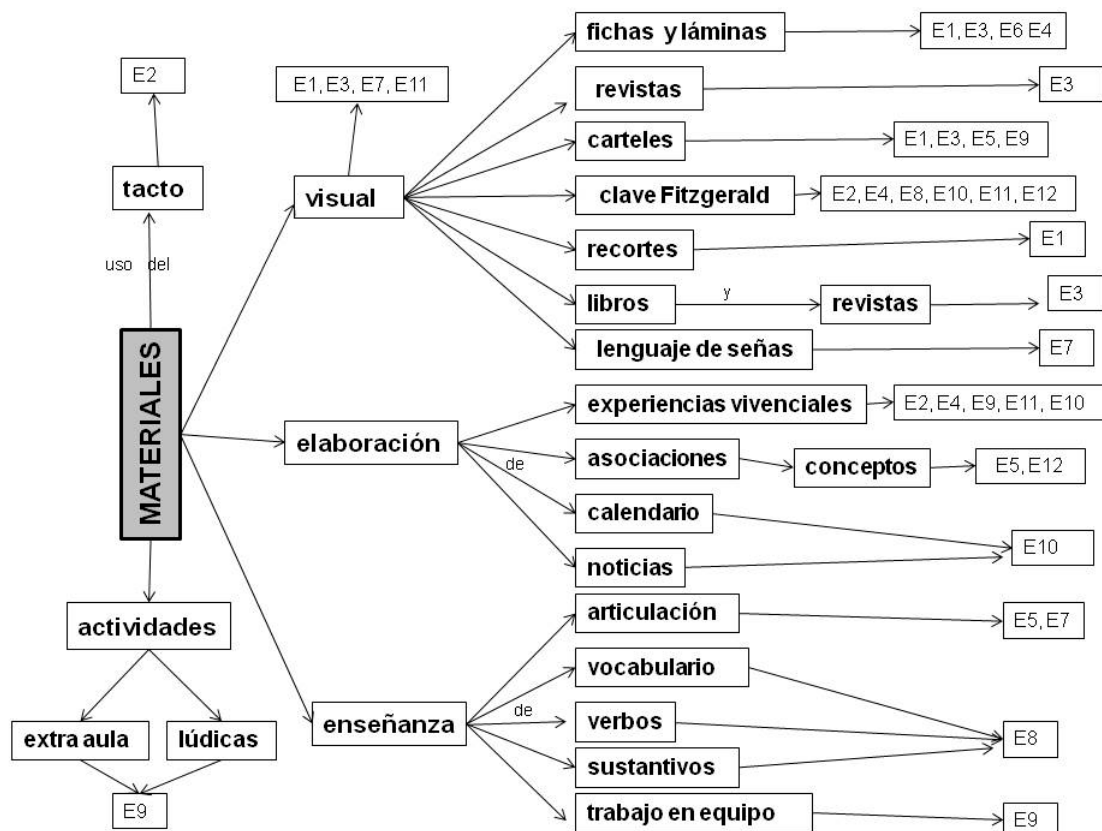 fichas y láminas
E1, E3, E6 E4
E2
E1, E3, E7, E11
revistas
E3
carteles
E1, E3, E5, E9
tacto
visual
clave Fitzgerald
E2, E4, E8, E10, E11, E12
recortes
E1
uso del
libros
y
revistas
E3
lenguaje de señas
E7
MATERIALES
experiencias vivenciales
E2, E4, E9, E11, E10
elaboración
de
asociaciones
conceptos
E5, E12
calendario
noticias
E10
actividades
articulación
E5, E7
vocabulario
enseñanza
de
verbos
E8
extra aula
lúdicas
sustantivos
E9
trabajo en equipo
E9